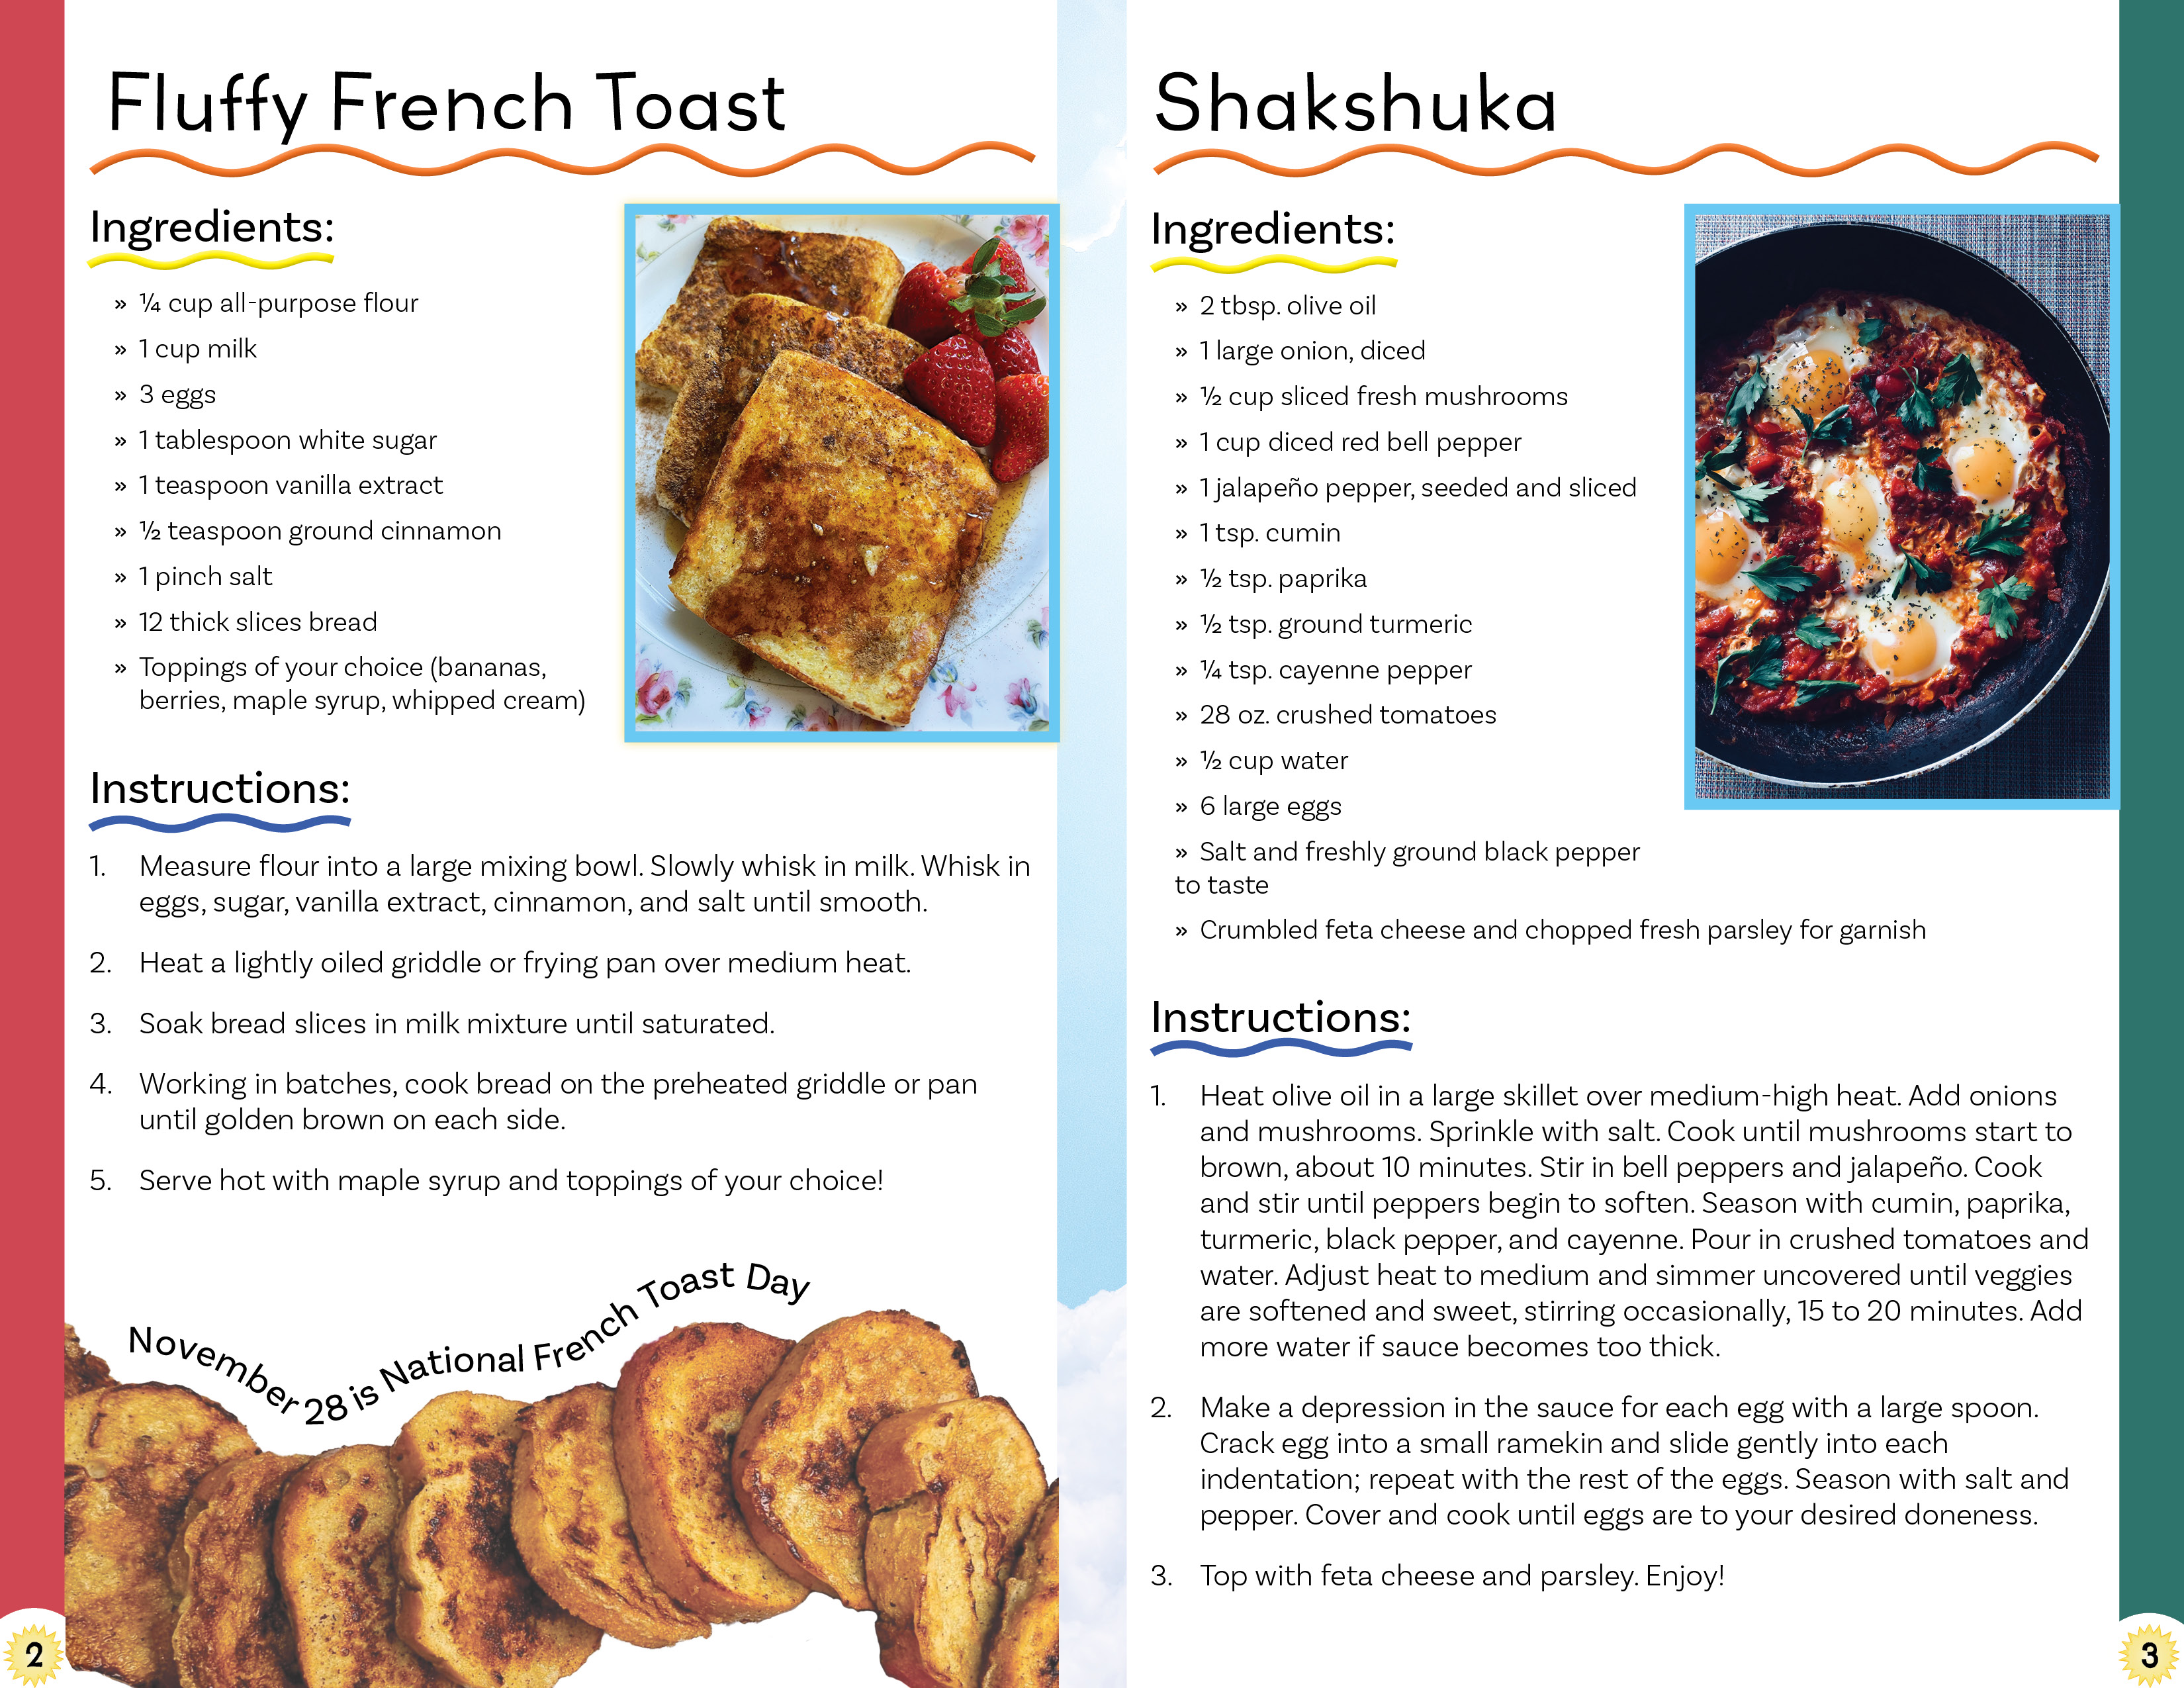 Fluffy French Toast
Ingredients:
» ¼ cup all-purpose flour
» 1 cup milk
» 3 eggs
» 1 tablespoon white sugar
» 1 teaspoon vanilla extract
» ½ teaspoon ground cinnamon
» 1 pinch salt
» 12 thick slices bread
» Toppings of your choice (bananas,
berries, maple syrup, whipped cream)
Instructions:
1. Measure flour into a large mixing bowl. Slowly whisk in milk. Whisk in
eggs, sugar, vanilla extract, cinnamon, and salt until smooth.
2. Heat a lightly oiled griddle or frying pan over medium heat.
3. Soak bread slices in milk mixture until saturated.
4. Working in batches, cook bread on the preheated griddle or pan
until golden brown on each side.
5. Serve hot with maple syrup and toppings of your choice!
November 28 is National French Toast Day
2
Shakshuka
Ingredients:
» 2 tbsp. olive oil
» 1 large onion, diced
» ½ cup sliced fresh mushrooms
» 1 cup diced red bell pepper
» 1 jalapeño pepper, seeded and sliced
» 1 tsp. cumin
» ½ tsp. paprika
» ½ tsp. ground turmeric
» ¼ tsp. cayenne pepper
» 28 oz. crushed tomatoes
» ½ cup water
» 6 large eggs
» Salt and freshly ground black pepper
to taste
» Crumbled feta cheese and chopped fresh parsley for garnish
Instructions:
1. Heat olive oil in a large skillet over medium-high heat. Add onions
and mushrooms. Sprinkle with salt. Cook until mushrooms start to
brown, about 10 minutes. Stir in bell peppers and jalapeño. Cook
and stir until peppers begin to soften. Season with cumin, paprika,
turmeric, black pepper, and cayenne. Pour in crushed tomatoes and
water. Adjust heat to medium and simmer uncovered until veggies
are softened and sweet, stirring occasionally, 15 to 20 minutes. Add
more water if sauce becomes too thick.
2. Make a depression in the sauce for each egg with a large spoon.
Crack egg into a small ramekin and slide gently into each
indentation; repeat with the rest of the eggs. Season with salt and
pepper. Cover and cook until eggs are to your desired doneness.
3. Top with feta cheese and parsley. Enjoy!
3